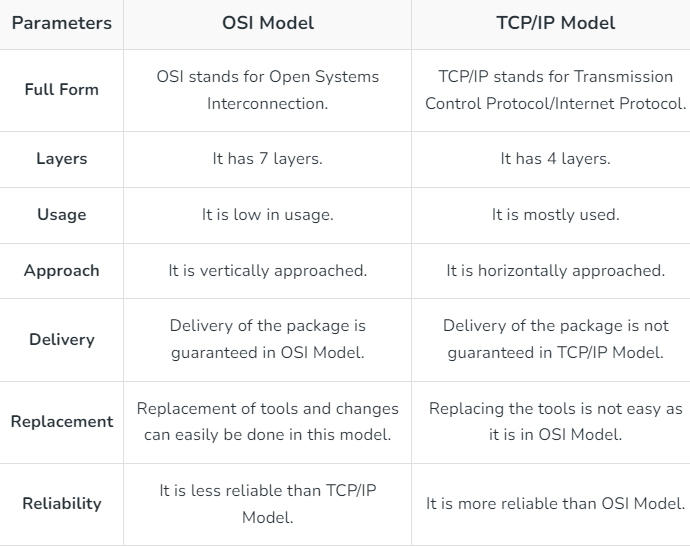 Parameters OSI Model TCP/IP Model
Full Form OSI stands for Open Systems Interconnection. TCP/IP stands for Transmission Control Protocol/Internet Protocol.
Layers It has 7 layers. It has 4 layers.
Usage It is low in usage. It is mostly used.
Approach It is vertically approached. It is horizontally approached.
Delivery Delivery of the package is guaranteed in OSI Model. Delivery of the package is not guaranteed in TCP/IP Model.
Replacement Replacement of tools and changes can easily be done in this model. Replacing the tools is not easy as it is in OSI Model.
Reliability It is less reliable than TCP/IP Model. It is more reliable than OSI Model.